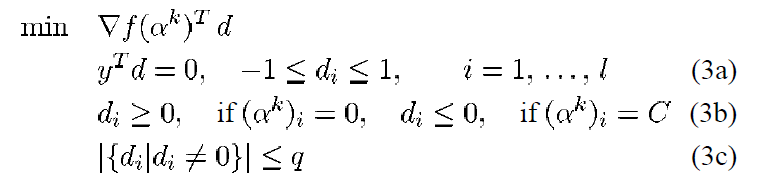 min ∇f(α^k)^T d
y^T d = 0, −1 ≤ d_i ≤ 1, i = 1, …, l (3a)
d_i ≥ 0, if (α^k)_i = 0, d_i ≤ 0, if (α^k)_i = C (3b)
|{d_i|d_i ≠ 0}| ≤ q (3c)